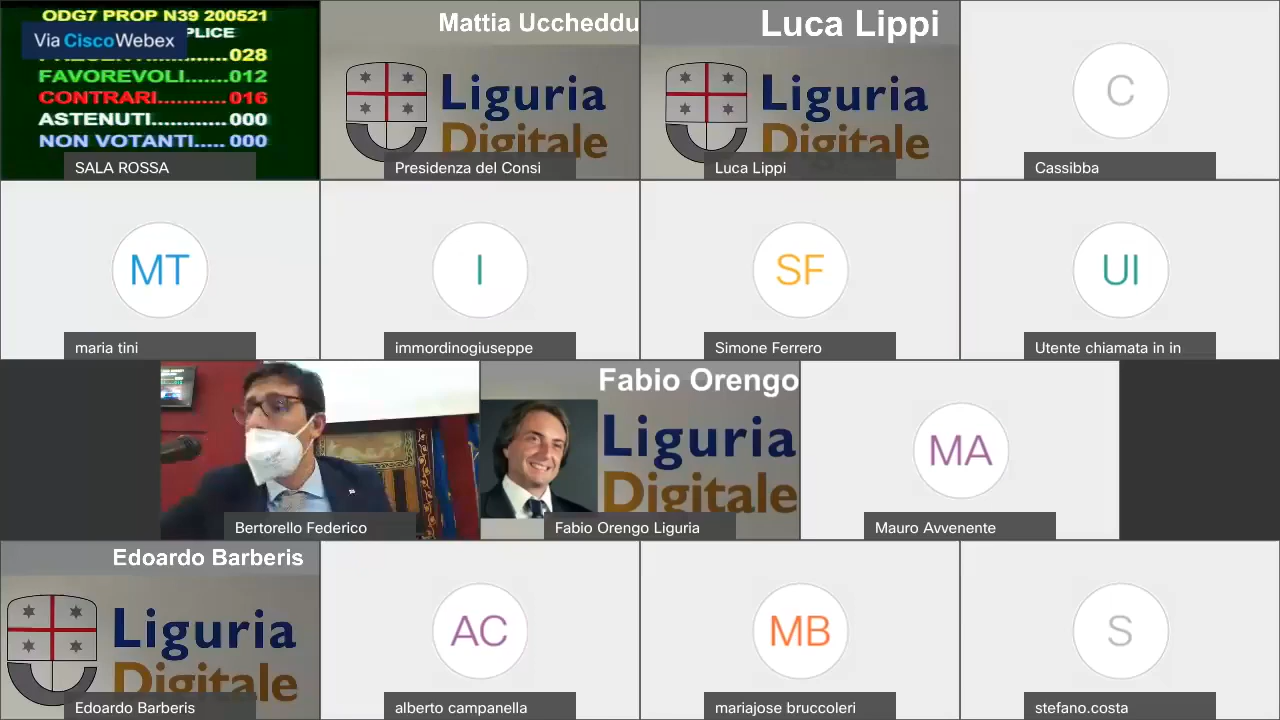 ODG7 PROP N39 200521
Via CiscoWebex
PLICE
PRESENTI..........028
FAVOREVOLI......012
CONTRARI...........016
ASTENUTI............000
NON VOTANTI..... 000
SALA ROSSA
Mattia Uccheddu
Liguria
Digitale
Presidenza del Consi
Luca Lippi
Liguria
Digitale
Luca Lippi
C
Cassibba
MT
maria tini
I
immordinogiuseppe
SF
Simone Ferrero
UI
Utente chiamata in in
Bertorello Federico
Fabio Orengo
Liguria
Digitale
Fabio Orengo Liguria
MA
Mauro Avvenente
Edoardo Barberis
Liguria
Digitale
Edoardo Barberis
AC
alberto campanella
MB
mariajose bruccoleri
S
stefano.costa